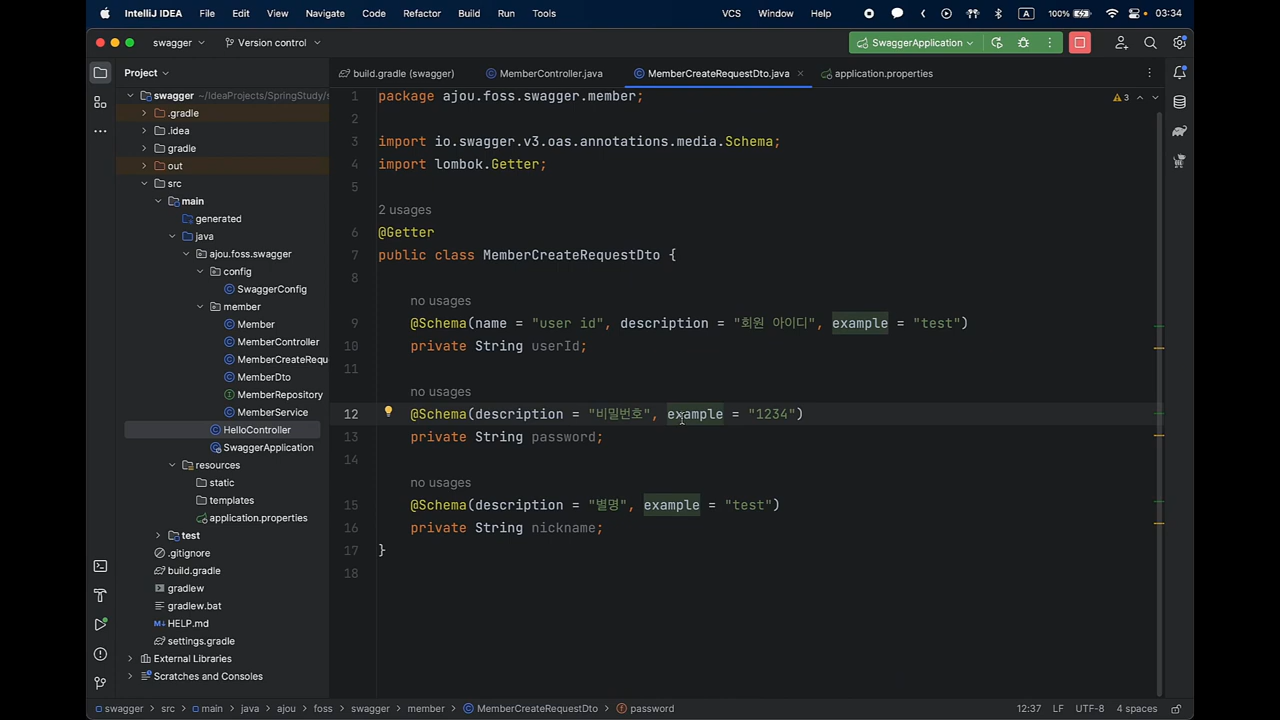 IntelliJ IDEA File Edit View Navigate Code Refactor Build Run Tools VCS Window Help A 100% 03:34
swagger Version control SwaggerApplication
Project
build.gradle (swagger) MemberController.java MemberCreateRequestDto.java application.properties
swagger ~/IdeaProjects/SpringStudy/s
.gradle
.idea
gradle
out
src
main
generated
java
ajou.foss.swagger
config
SwaggerConfig
member
Member
MemberController
MemberCreateRequ
MemberDto
MemberRepository
MemberService
HelloController
SwaggerApplication
resources
static
templates
application.properties
test
.gitignore
build.gradle
gradlew
gradlew.bat
HELP.md
settings.gradle
External Libraries
Scratches and Consoles
3
1 package ajou.foss.swagger.member;
2
3 import io.swagger.v3.oas.annotations.media.Schema;
4 import lombok.Getter;
5
2 usages
6 @Getter
7 public class MemberCreateRequestDto {
8
no usages
9 @Schema(name = "user id", description = "회원 아이디", example = "test")
10 private String userId;
11
no usages
12 @Schema(description = "비밀번호", example = "1234")
13 private String password;
14
no usages
15 @Schema(description = "별명", example = "test")
16 private String nickname;
17 }
18
swagger > src > main > java > ajou > foss > swagger > member > MemberCreateRequestDto > password 12:37 LF UTF-8 4 spaces